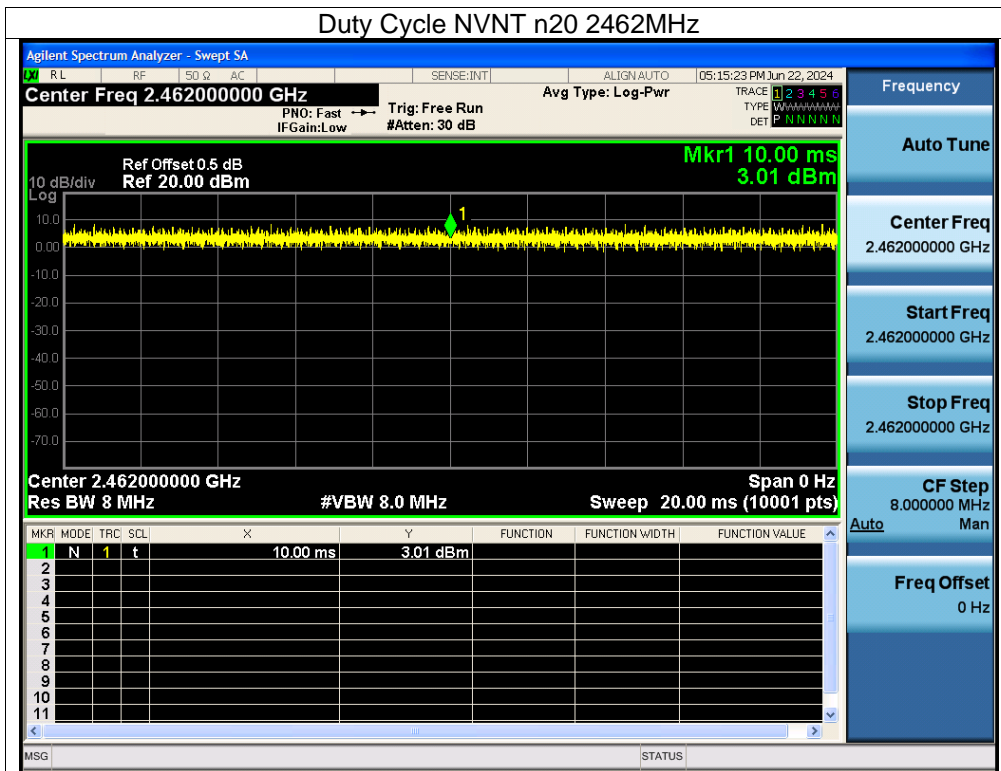 Duty Cycle NVNT n20 2462MHz
Agilent Spectrum Analyzer - Swept SA
LXI RL RF 50 Ω AC SENSE:INT ALIGN AUTO 05:15:23 PM Jun 22, 2024
Center Freq 2.462000000 GHz Avg Type: Log-Pwr TRACE 1 2 3 4 5 6
PNO: Fast Trig: Free Run TYPE WWWWWW
IFGain:Low #Atten: 30 dB DET P N N N N N
Mkr1 10.00 ms
3.01 dBm
Ref Offset 0.5 dB
10 dB/div Ref 20.00 dBm
Log
10.0
0.00
-10.0
-20.0
-30.0
-40.0
-50.0
-60.0
-70.0
1
Center 2.462000000 GHz Span 0 Hz
Res BW 8 MHz #VBW 8.0 MHz Sweep 20.00 ms (10001 pts)
MKR MODE TRC SCL X Y FUNCTION FUNCTION WIDTH FUNCTION VALUE
1 N 1 t 10.00 ms 3.01 dBm
2
3
4
5
6
7
8
9
10
11
MSG STATUS
Frequency
Auto Tune
Center Freq
2.462000000 GHz
Start Freq
2.462000000 GHz
Stop Freq
2.462000000 GHz
CF Step
8.000000 MHz
Auto Man
Freq Offset
0 Hz